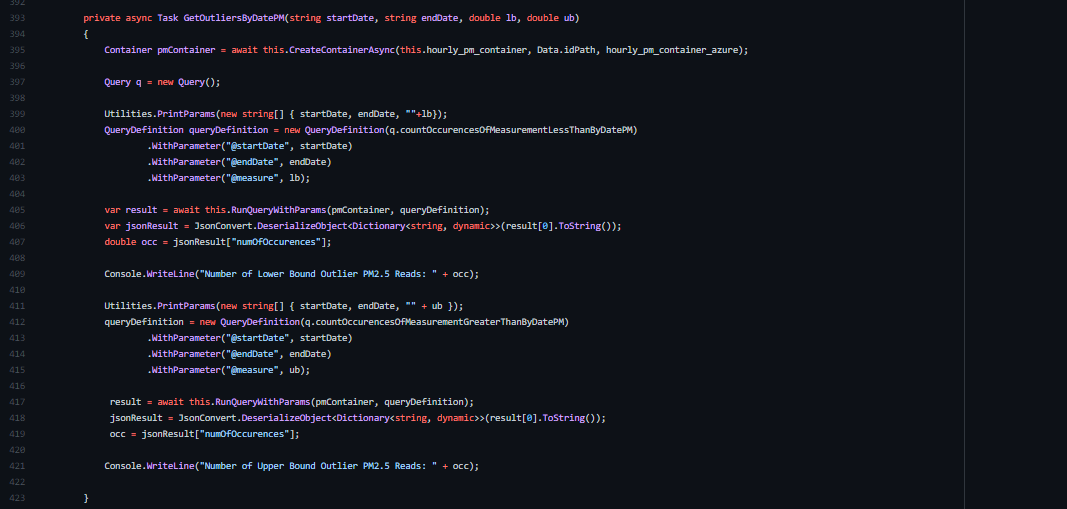 392
393 private async Task GetOutliersByDatePM(string startDate, string endDate, double lb, double ub)
394 {
395 Container pmContainer = await this.CreateContainerAsync(this.hourly_pm_container, Data.idPath, hourly_pm_container_azure);
396
397 Query q = new Query();
398
399 Utilities.PrintParams(new string[] { startDate, endDate, ""+lb});
400 QueryDefinition queryDefinition = new QueryDefinition(q.countOccurencesOfMeasurementLessThanByDatePM)
401 .WithParameter("@startDate", startDate)
402 .WithParameter("@endDate", endDate)
403 .WithParameter("@measure", lb);
404
405 var result = await this.RunQueryWithParams(pmContainer, queryDefinition);
406 var jsonResult = JsonConvert.DeserializeObject<Dictionary<string, dynamic>>(result[0].ToString());
407 double occ = jsonResult["numOfOccurences"];
408
409 Console.WriteLine("Number of Lower Bound Outlier PM2.5 Reads: " + occ);
410
411 Utilities.PrintParams(new string[] { startDate, endDate, "" + ub });
412 queryDefinition = new QueryDefinition(q.countOccurencesOfMeasurementGreaterThanByDatePM)
413 .WithParameter("@startDate", startDate)
414 .WithParameter("@endDate", endDate)
415 .WithParameter("@measure", ub);
416
417 result = await this.RunQueryWithParams(pmContainer, queryDefinition);
418 jsonResult = JsonConvert.DeserializeObject<Dictionary<string, dynamic>>(result[0].ToString());
419 occ = jsonResult["numOfOccurences"];
420
421 Console.WriteLine("Number of Upper Bound Outlier PM2.5 Reads: " + occ);
422
423 }